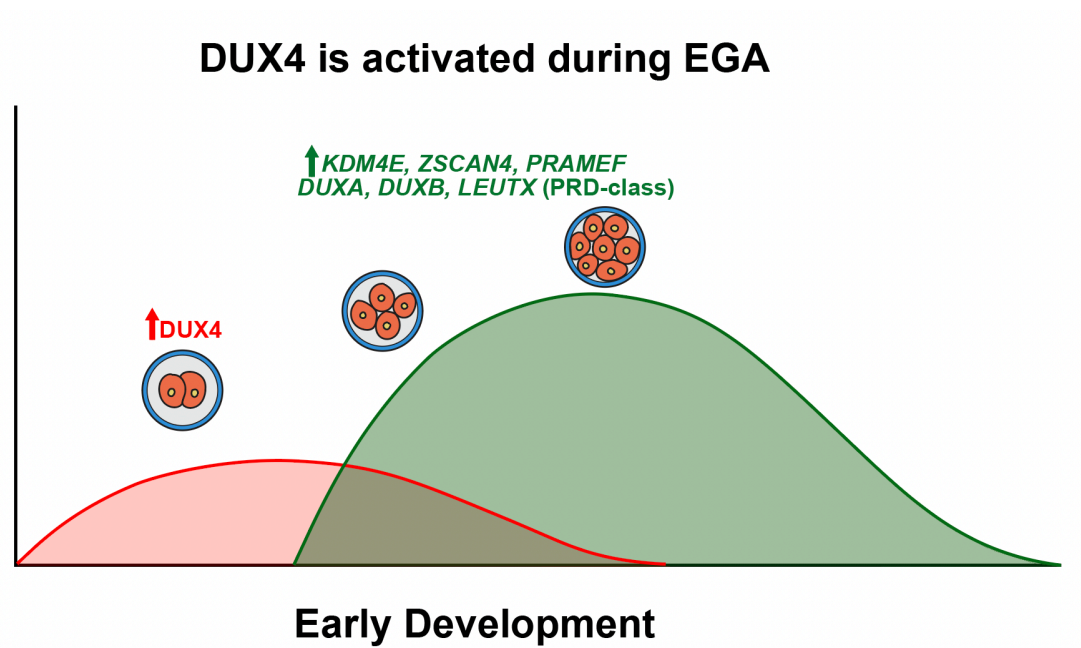 DUX4 is activated during EGA
KDM4E, ZSCAN4, PRAMEF
DUXA, DUXB, LEUTX (PRD-class)
DUX4
Early Development